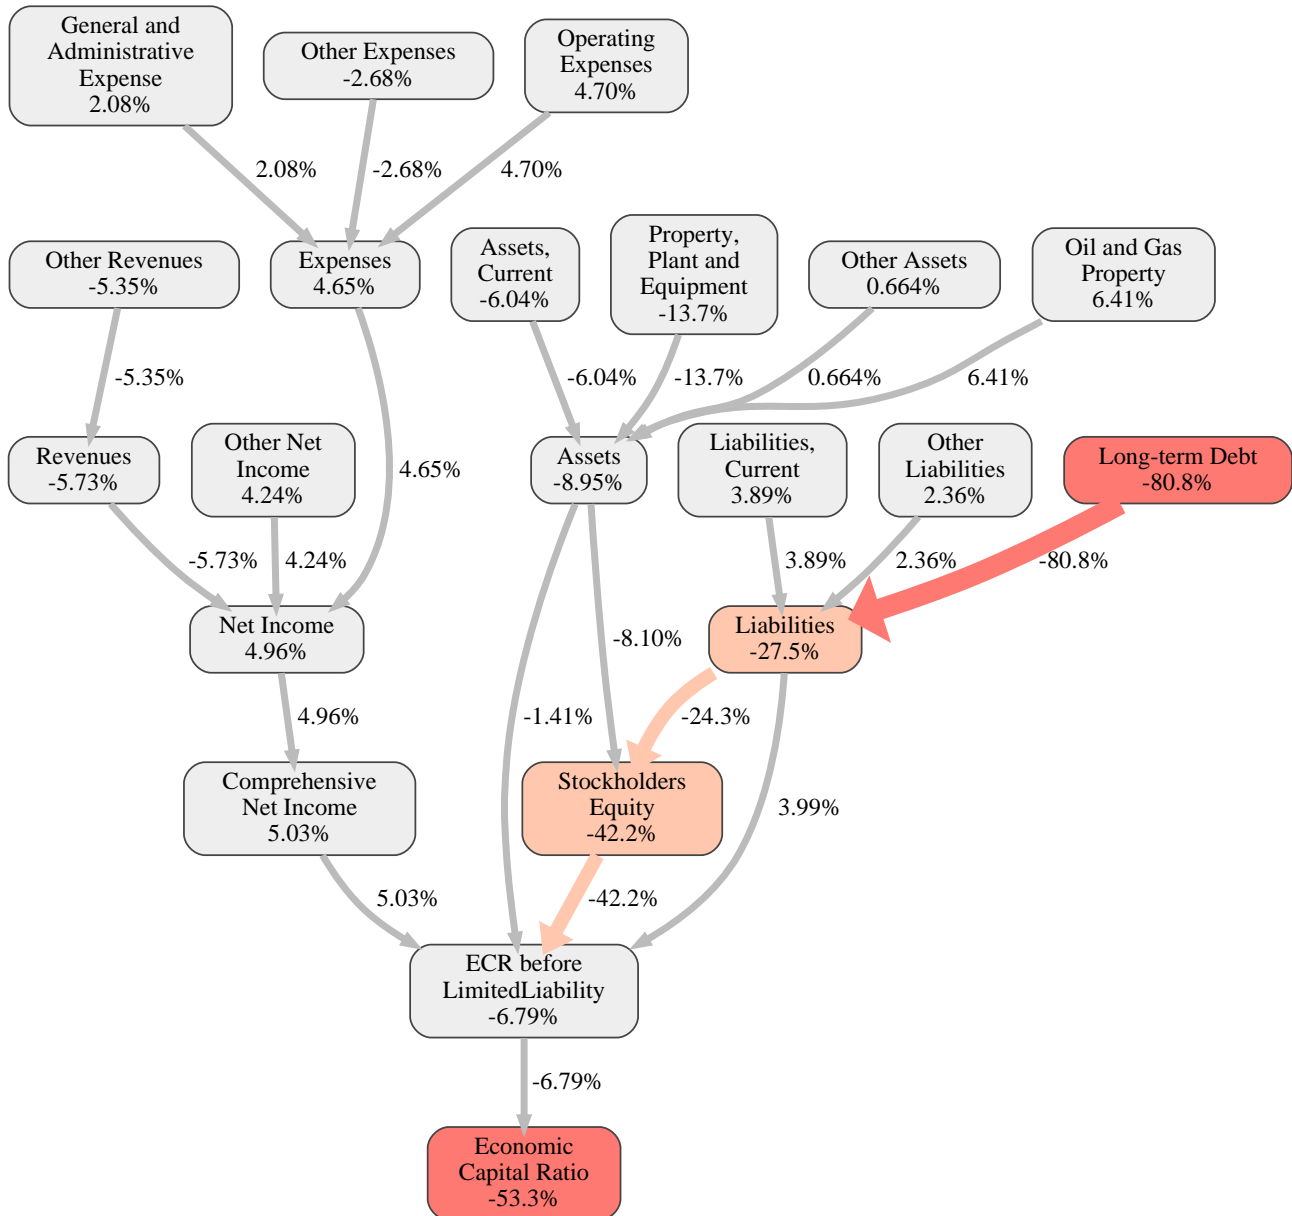 General and
Administrative
Expense
2.08%
Other Expenses
-2.68%
Operating
Expenses
4.70%
2.08%
-2.68%
4.70%
Other Revenues
-5.35%
Expenses
4.65%
Assets,
Current
-6.04%
Property,
Plant and
Equipment
-13.7%
Other Assets
0.664%
Oil and Gas
Property
6.41%
-5.35%
-6.04%
-13.7%
0.664%
6.41%
Revenues
-5.73%
Other Net
Income
4.24%
4.65%
Assets
-8.95%
Liabilities,
Current
3.89%
Other
Liabilities
2.36%
Long-term Debt
-80.8%
-5.73%
4.24%
3.89%
2.36%
-80.8%
Net Income
4.96%
-8.10%
Liabilities
-27.5%
4.96%
-1.41%
-24.3%
Comprehensive
Net Income
5.03%
Stockholders
Equity
-42.2%
3.99%
5.03%
-42.2%
ECR before
LimitedLiability
-6.79%
-6.79%
Economic
Capital Ratio
-53.3%